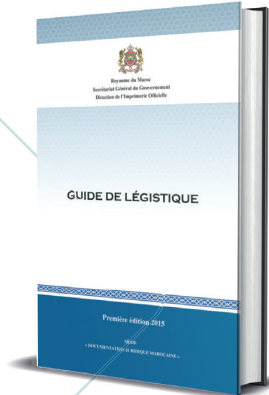 Royaume du Maroc
Secrétariat Général du Gouvernement
Direction de l'Imprimerie Officielle
GUIDE DE LÉGISTIQUE
Première édition 2015
« DOCUMENTATION JURIDIQUE MAROCAINE »